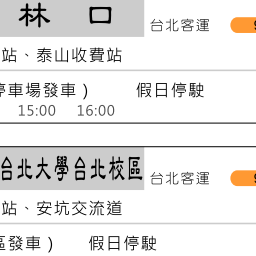 林口 台北客運
站、泰山收費站
停車場發車） 假日停駛
15:00 16:00
台北大學台北校區 台北客運
站、安坑交流道
區發車） 假日停駛